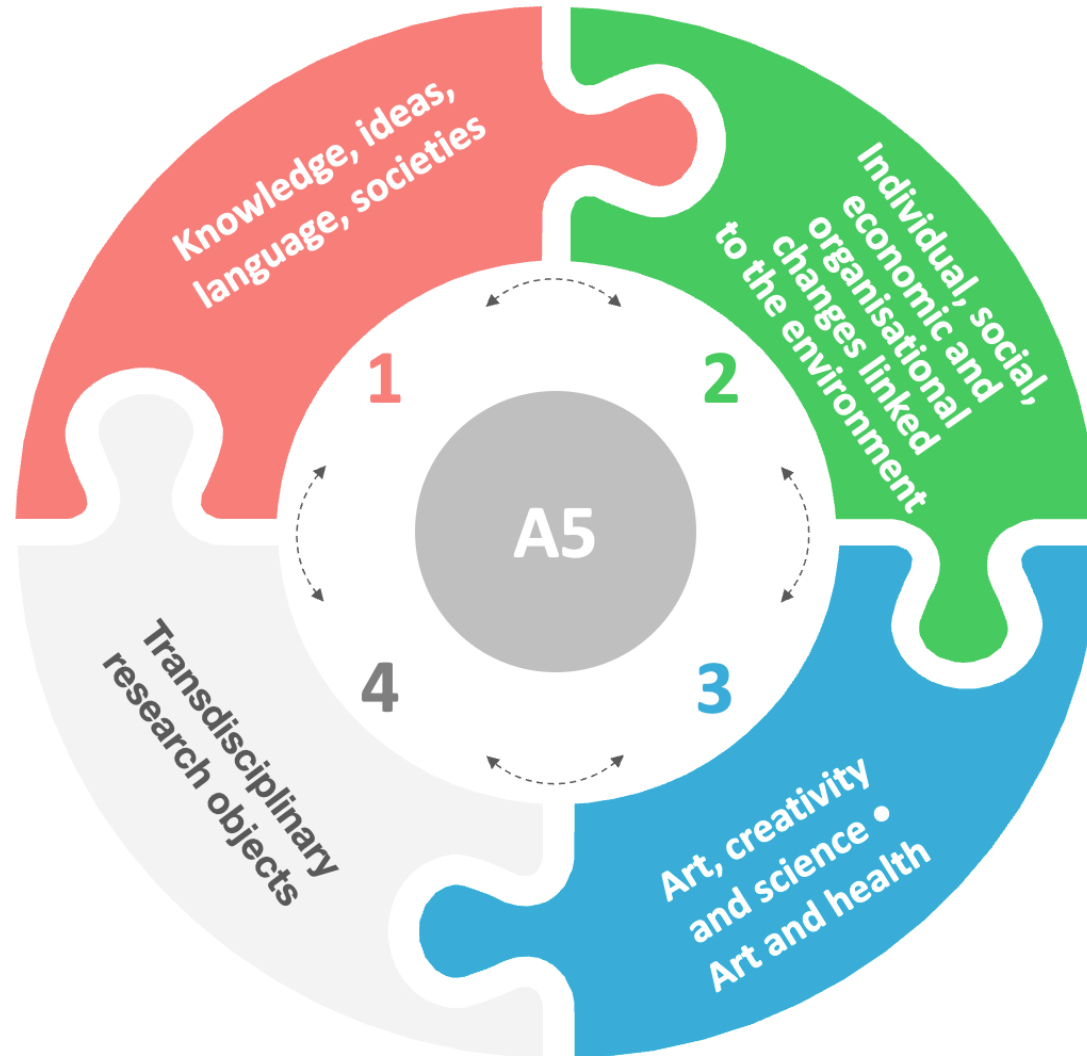 Knowledge, ideas,
language, societies
1
Individual, social,
economic and
organisational
changes linked
to the environment
2
A5
4
Transdisciplinary
research objects
3
Art, creativity
and science •
Art and health